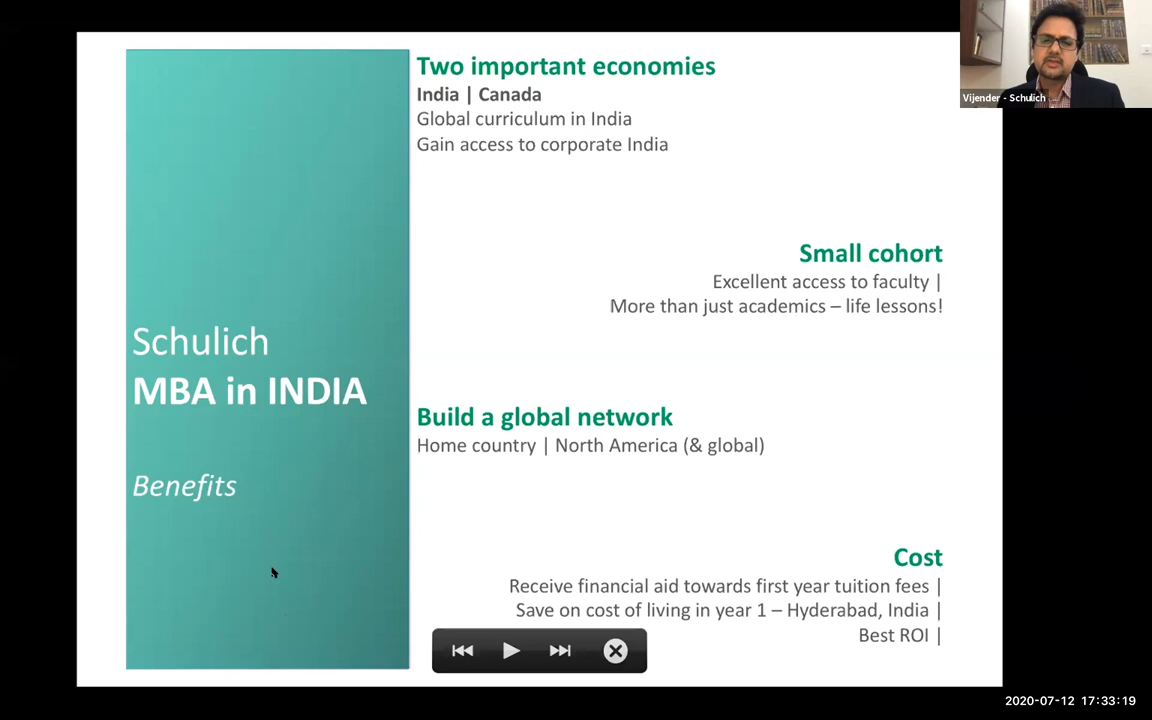 Two important economies
India | Canada
Global curriculum in India
Gain access to corporate India
Vijender - Schulich
Small cohort
Excellent access to faculty |
More than just academics – life lessons!
Schulich
MBA in INDIA
Benefits
Build a global network
Home country | North America (& global)
Cost
Receive financial aid towards first year tuition fees |
Save on cost of living in year 1 – Hyderabad, India |
Best ROI |
2020-07-12 17:33:19